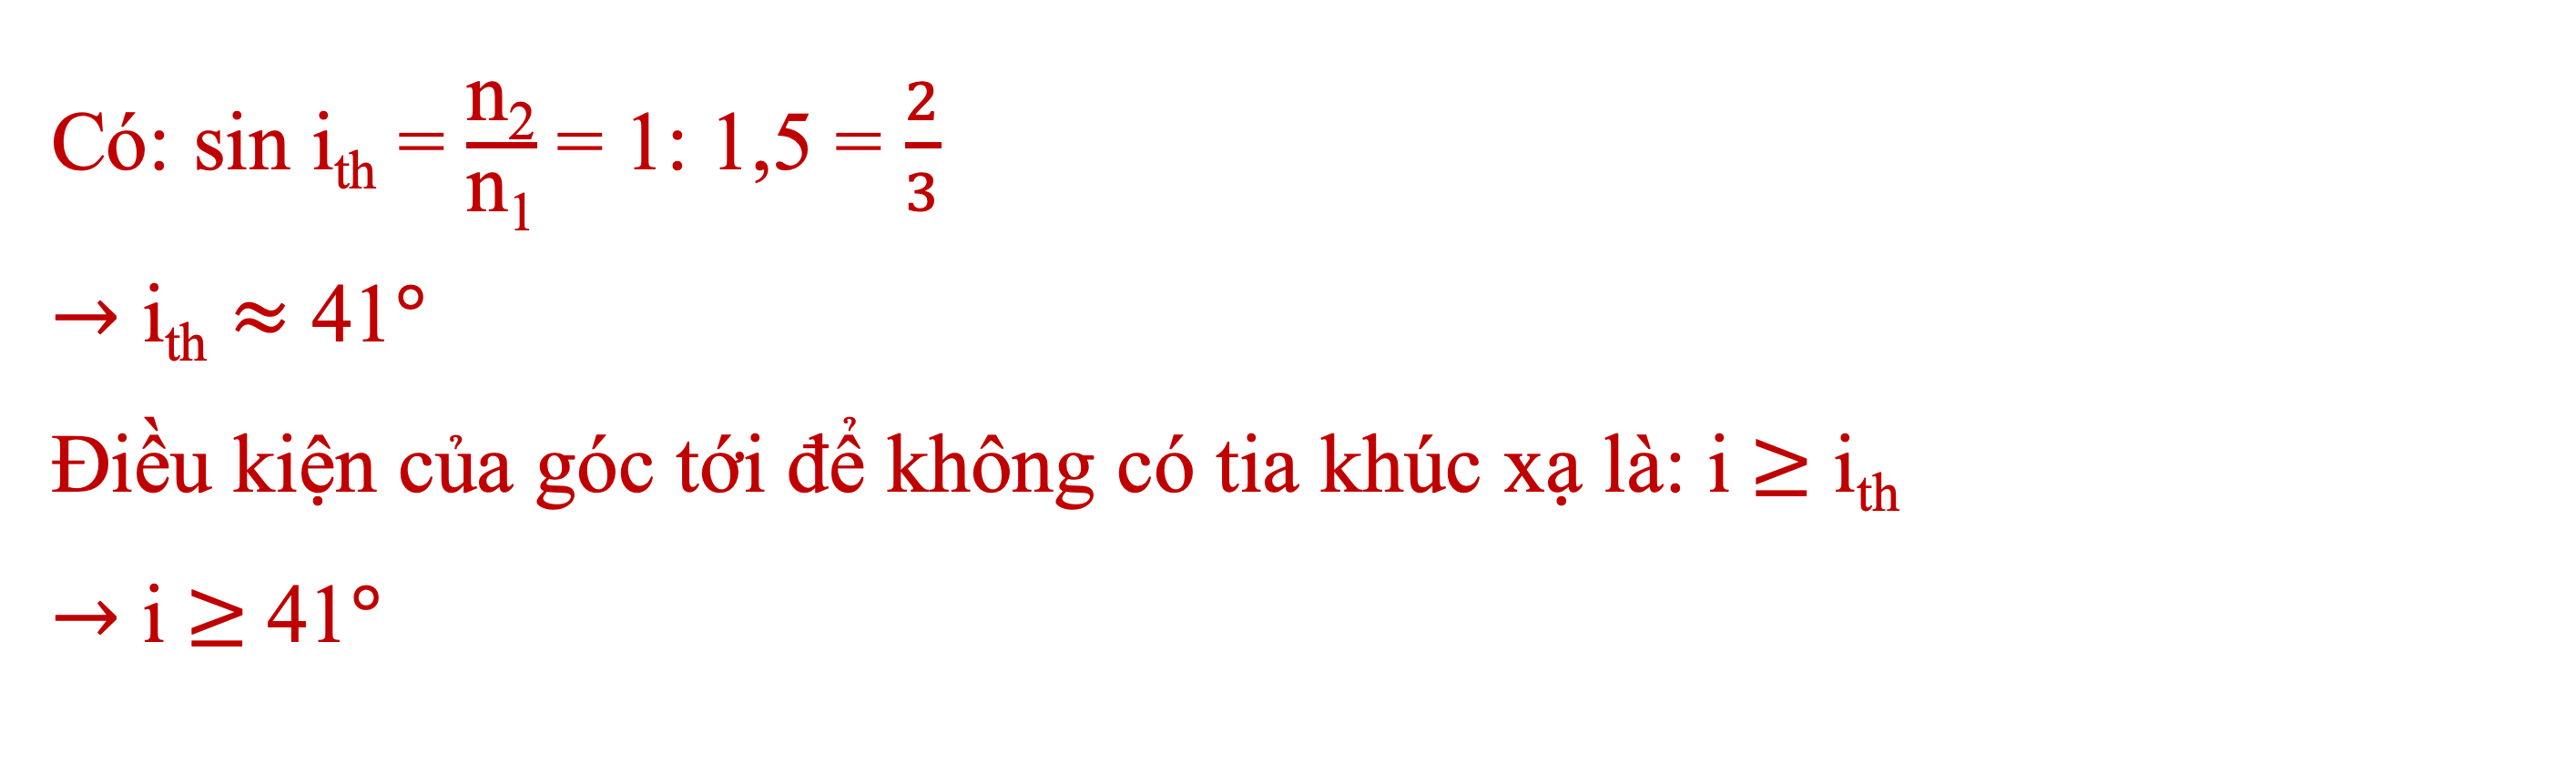 Có: sin i_th = n₂/n₁ = 1: 1,5 = 2/3
→ i_th ≈ 41°
Điều kiện của góc tới để không có tia khúc xạ là: i ≥ i_th
→ i ≥ 41°